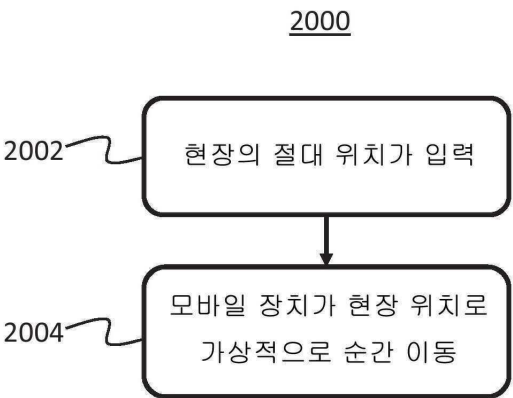 2000
2002
현장의 절대 위치가 입력
2004
모바일 장치가 현장 위치로
가상적으로 순간 이동